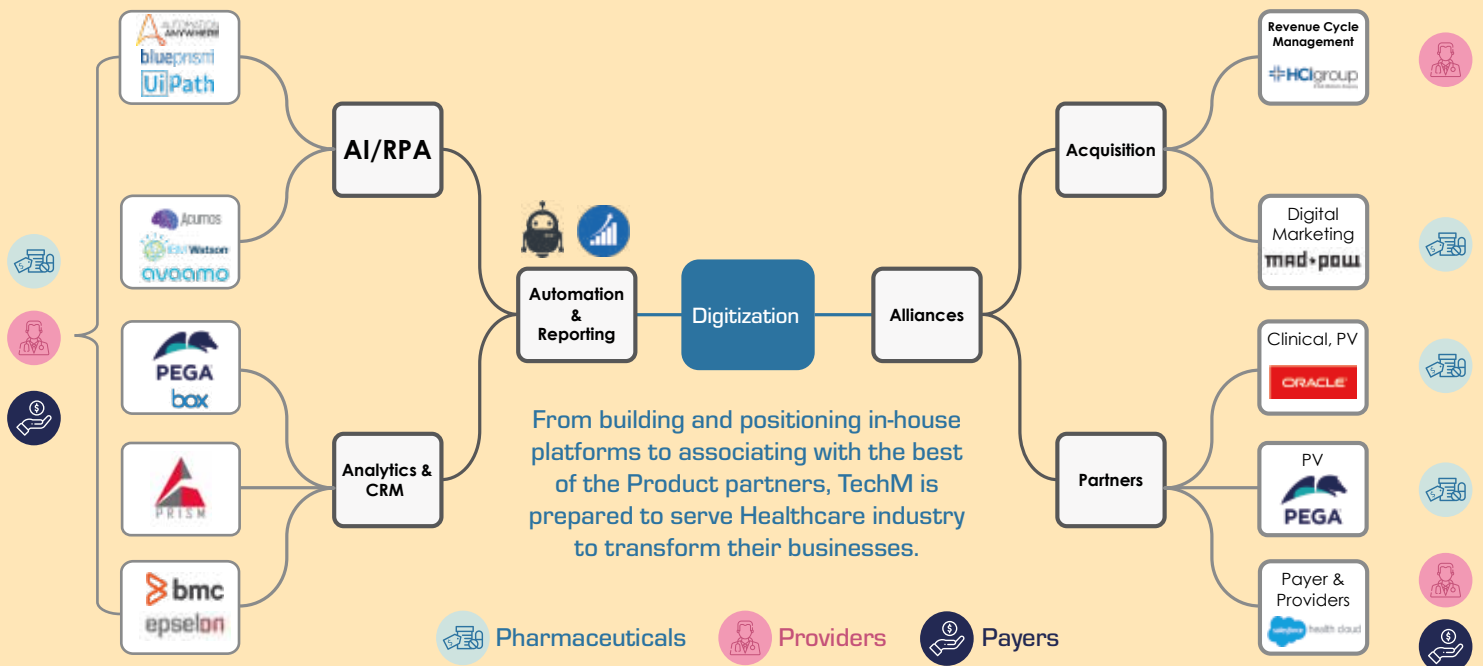 AUTOMATION
ANYWHERE
blueprism
UiPath
Acumos
IBM Watson
avaamo
PEGA
box
PRISM
bmc
epselon
AI/RPA
Analytics &
CRM
Automation
&
Reporting
Digitization
Alliances
From building and positioning in-house
platforms to associating with the best
of the Product partners, TechM is
prepared to serve Healthcare industry
to transform their businesses.
Acquisition
Partners
Revenue Cycle
Management
HCIgroup
Digital
Marketing
mad*pow
Clinical, PV
ORACLE
PV
PEGA
Payer &
Providers
salesforce health cloud
Pharmaceuticals
Providers
Payers